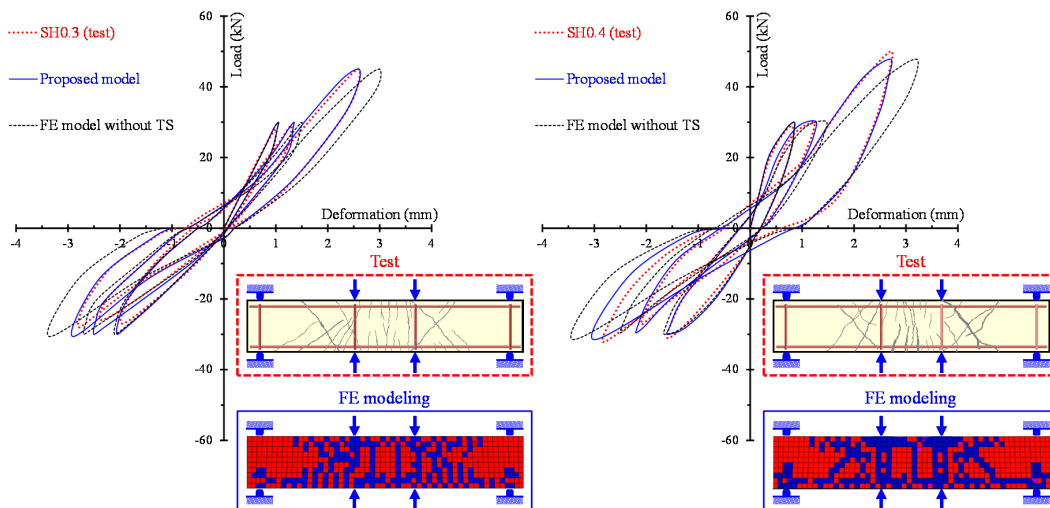 60
SH0.3 (test)
Load (kN)
40
Proposed model
FE model without TS
20
Deformation (mm)
0
-4 -3 -2 -1 0 1 2 3 4
Test
-20
-40
FE modeling
-60
60
SH0.4 (test)
Load (kN)
40
Proposed model
FE model without TS
20
Deformation (mm)
0
-4 -3 -2 -1 0 1 2 3 4
Test
-20
-40
FE modeling
-60